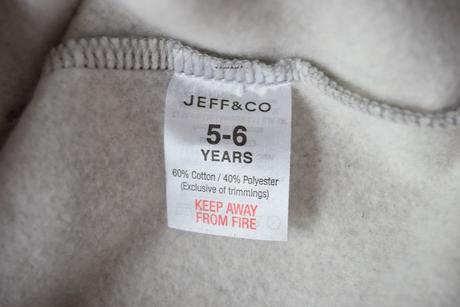 JEFF&CO
5-6
YEARS
60% Cotton / 40% Polyester
(Exclusive of trimmings)
KEEP AWAY
FROM FIRE